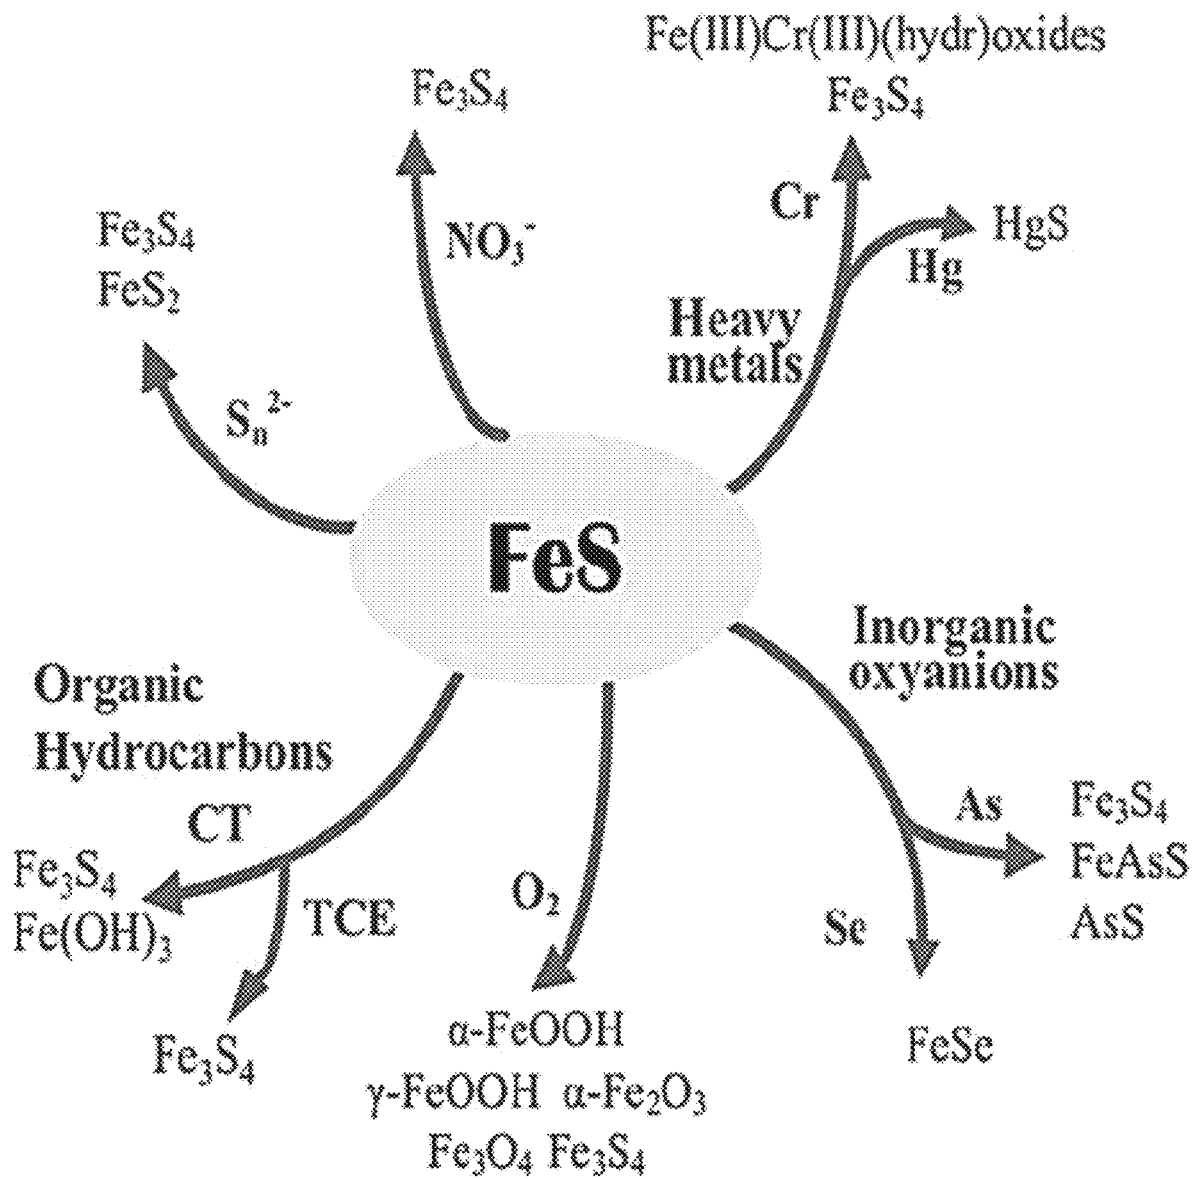 Fe(III)Cr(III)(hydr)oxides
Fe₃S₄
Fe₃S₄
Cr
HgS
Hg
NO₃⁻
Fe₃S₄
FeS₂
Heavy
metals
Sₙ²⁻
FeS
Inorganic
oxyanions
Organic
Hydrocarbons
CT
Fe₃S₄
Fe(OH)₃
TCE
Fe₃S₄
O₂
α-FeOOH
γ-FeOOH α-Fe₂O₃
Fe₃O₄ Fe₃S₄
As
Fe₃S₄
FeAsS
AsS
Se
FeSe